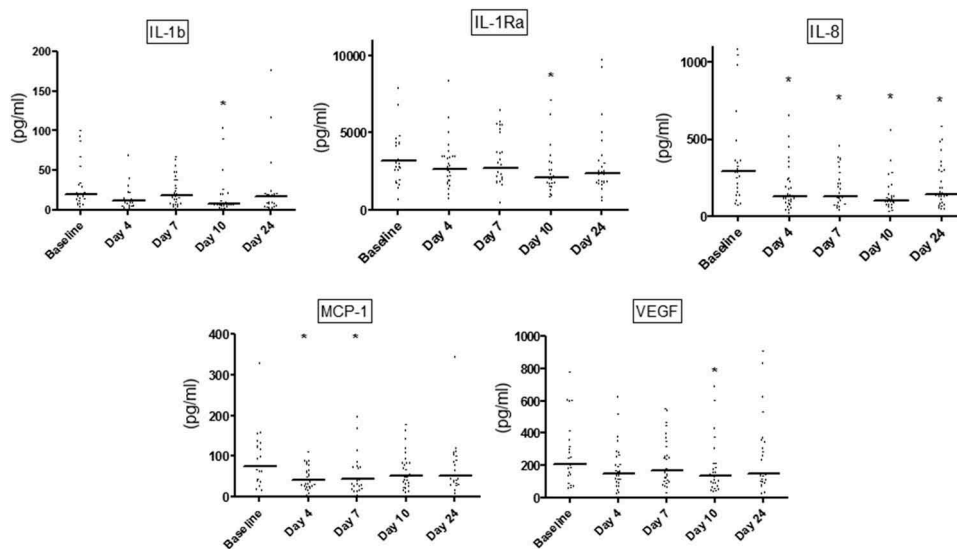 IL-1b
(pg/ml)
200
150
100
50
0
*
Baseline
Day 4
Day 7
Day 10
Day 24
IL-1Ra
(pg/ml)
10000
5000
0
*
Baseline
Day 4
Day 7
Day 10
Day 24
IL-8
(pg/ml)
1000
500
0
* * * *
Baseline
Day 4
Day 7
Day 10
Day 24
MCP-1
(pg/ml)
400
300
200
100
0
* *
Baseline
Day 4
Day 7
Day 10
Day 24
VEGF
(pg/ml)
1000
800
600
400
200
0
*
Baseline
Day 4
Day 7
Day 10
Day 24